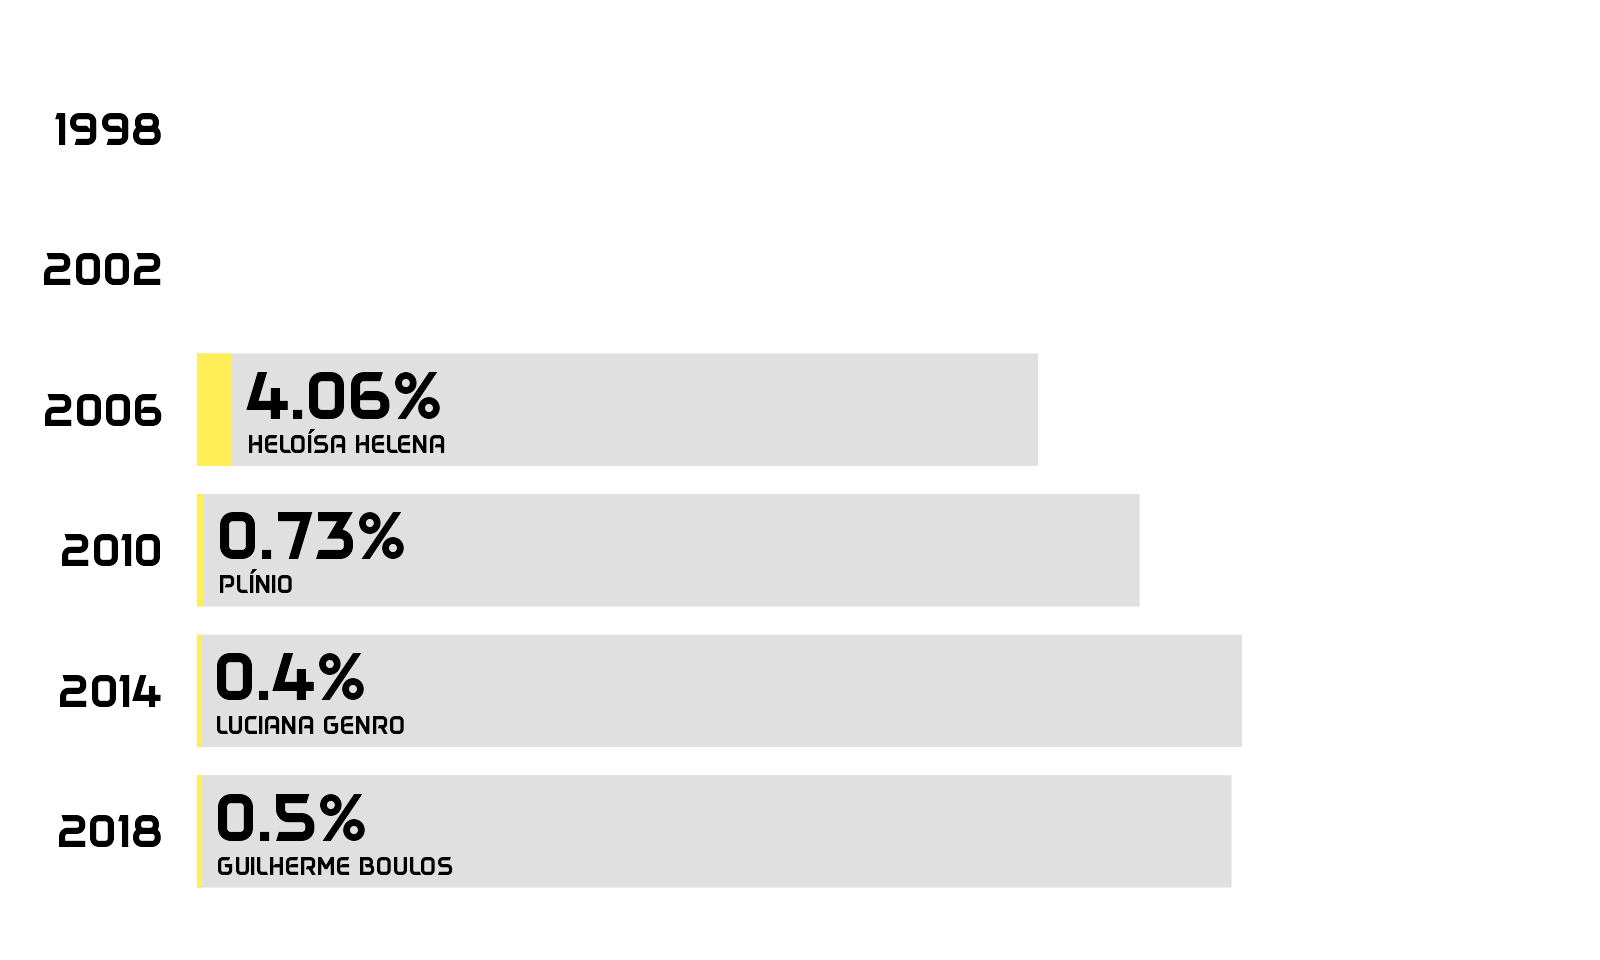 1998
2002
2006
4.06%
HELOÍSA HELENA
2010
0.73%
PLÍNIO
2014
0.4%
LUCIANA GENRO
2018
0.5%
GUILHERME BOULOS